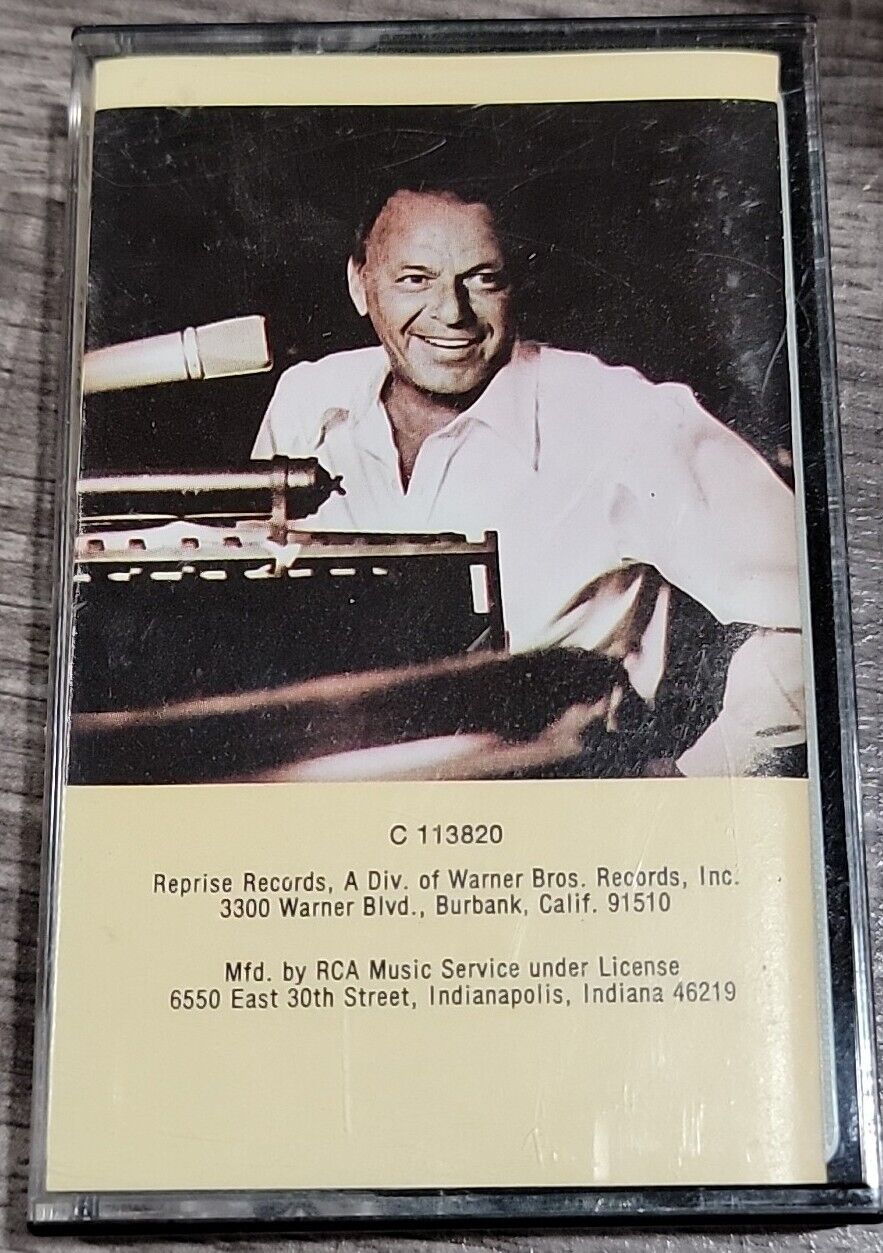 C 113820
Reprise Records, A Div. of Warner Bros. Records, Inc.
3300 Warner Blvd., Burbank, Calif. 91510
Mfd. by RCA Music Service under License
6550 East 30th Street, Indianapolis, Indiana 46219